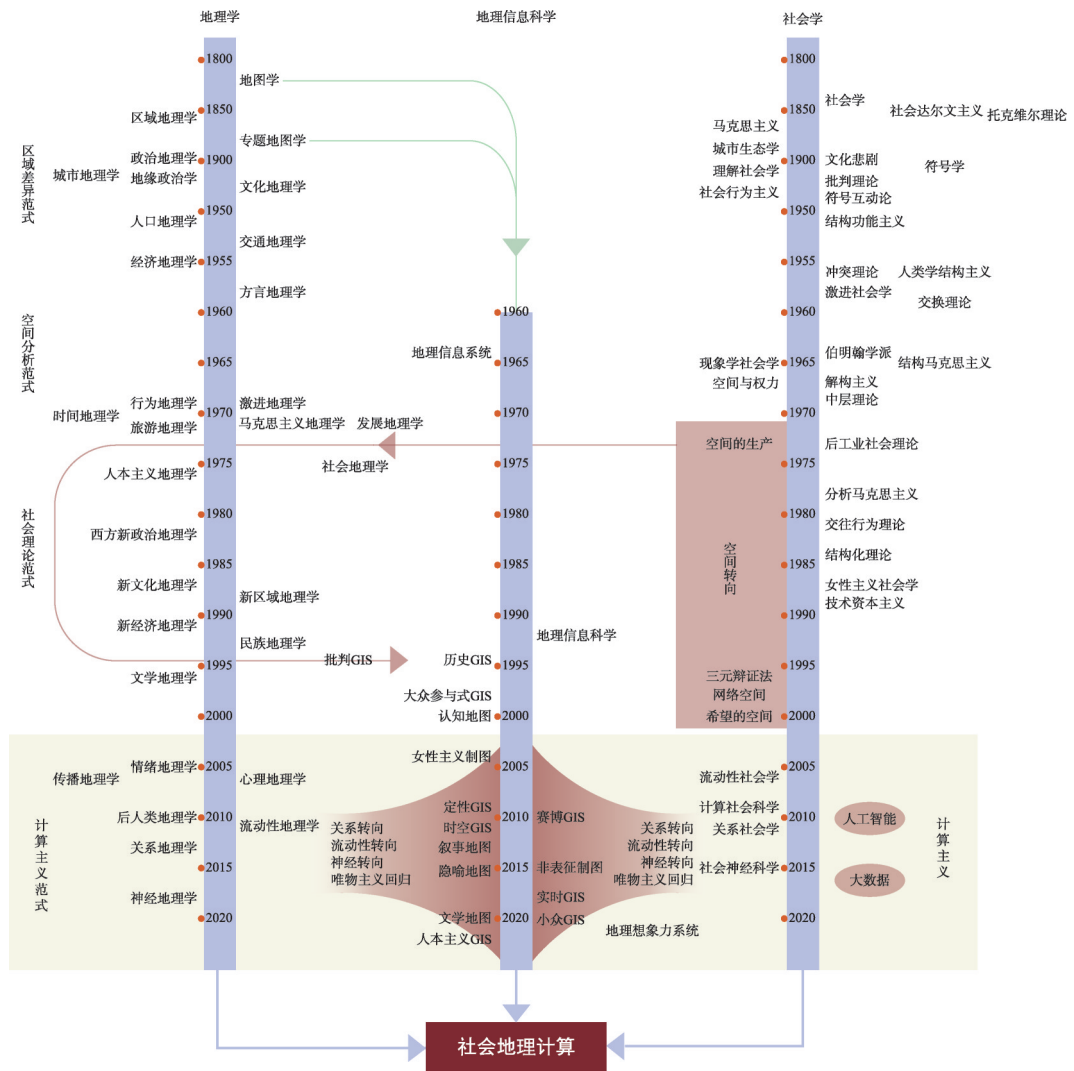 地理学
地理信息科学
社会学
区域差异范式
空间分析范式
社会理论范式
计算主义范式
1800
地图学
1850
区域地理学
专题地图学
政治地理学
1900
城市地理学
地缘政治学
文化地理学
1950
人口地理学
交通地理学
经济地理学
1955
方言地理学
1960
1965
行为地理学
激进地理学
时间地理学
1970
旅游地理学
马克思主义地理学
发展地理学
社会地理学
1975
人本主义地理学
1980
西方新政治地理学
1985
新文化地理学
新区域地理学
1990
新经济地理学
民族地理学
批判GIS
1995
文学地理学
2000
2005
情绪地理学
传播地理学
心理地理学
2010
后人类地理学
流动性地理学
关系地理学
2015
神经地理学
2020
关系转向
流动性转向
神经转向
唯物主义回归
1960
地理信息系统
1965
1970
1975
1980
1985
1990
地理信息科学
历史GIS
1995
大众参与式GIS
认知地图
2000
女性主义制图
2005
定性GIS
2010
赛博GIS
时空GIS
叙事地图
隐喻地图
2015
非表征制图
实时GIS
文学地图
2020
小众GIS
人本主义GIS
地理想象力系统
关系转向
流动性转向
神经转向
唯物主义回归
1800
社会学
1850
社会达尔文主义
托克维尔理论
马克思主义
城市生态学
1900
文化悲剧
符号学
理解社会学
批判理论
社会行为主义
符号互动论
1950
结构功能主义
1955
冲突理论
人类学结构主义
激进社会学
交换理论
1960
伯明翰学派
现象学社会学
1965
结构马克思主义
空间与权力
解构主义
中层理论
1970
空间的生产
后工业社会理论
1975
分析马克思主义
1980
交往行为理论
空间转向
结构化理论
1985
女性主义社会学
技术资本主义
1990
1995
三元辩证法
网络空间
希望的空间
2000
2005
流动性社会学
计算社会科学
2010
人工智能
关系社会学
2015
社会神经科学
大数据
2020
计算主义
社会地理计算